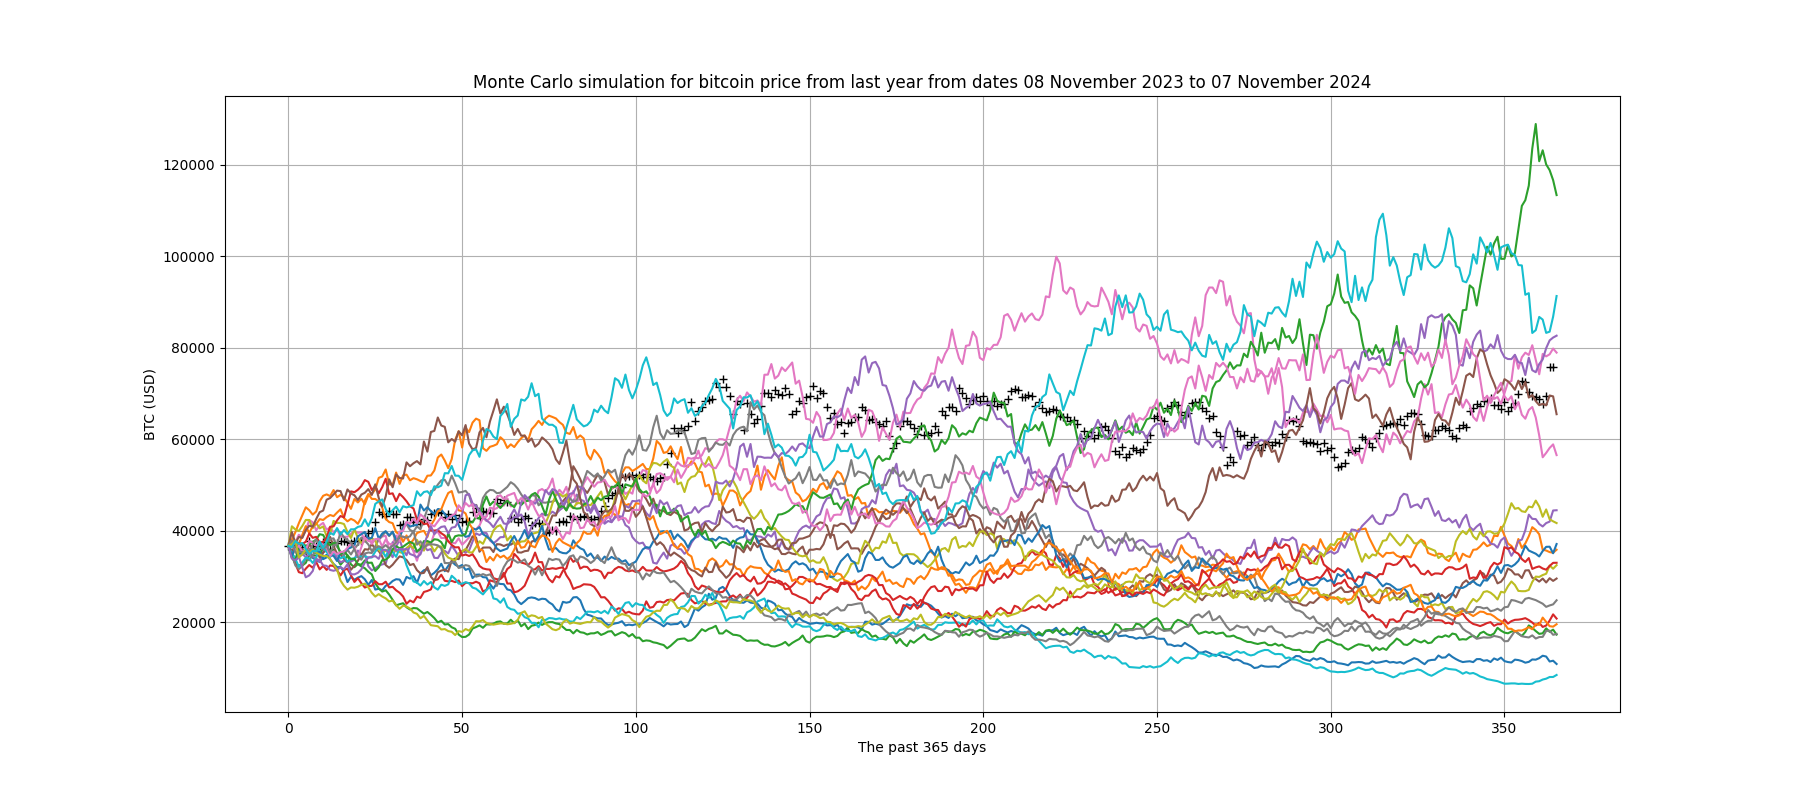 Monte Carlo simulation for bitcoin price from last year from dates 08 November 2023 to 07 November 2024
120000
100000
80000
60000
40000
20000
BTC (USD)
0 50 100 150 200 250 300 350
The past 365 days